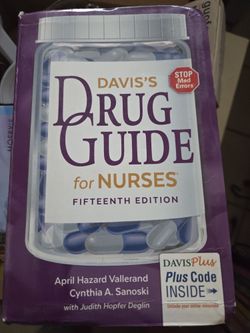 DAVIS'S
DRUG
GUIDE
for NURSES®
FIFTEENTH EDITION
STOP
Med
Errors
April Hazard Vallerand
Cynthia A. Sanoski
with Judith Hopfer Deglin
DAVISPlus
Plus Code
INSIDE